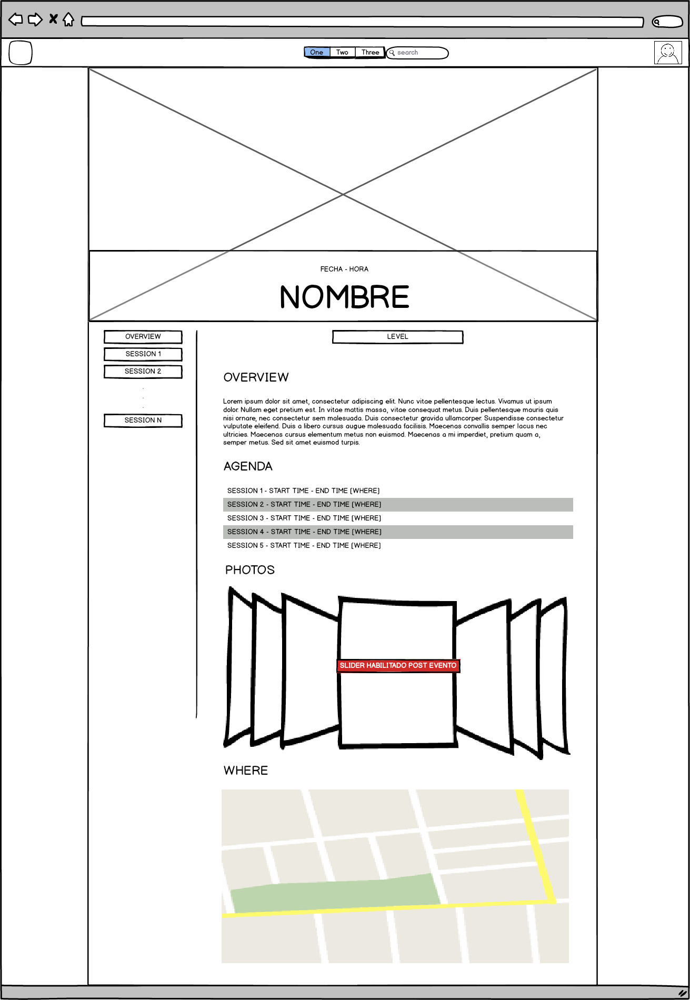 One Two Three search
FECHA - HORA
NOMBRE
OVERVIEW
SESSION 1
SESSION 2
.
.
.
SESSION N
LEVEL
OVERVIEW
Lorem ipsum dolor sit amet, consectetur adipiscing elit. Nunc vitae pellentesque lectus. Vivamus ut ipsum
dolor. Nullam eget pretium est. In vitae mattis massa, vitae consequat metus. Duis pellentesque mauris quis
nisi ornare, nec consectetur sem malesuada. Duis consectetur gravida ullamcorper. Suspendisse consectetur
vulputate eleifend. Duis a libero cursus augue malesuada facilisis. Maecenas convallis semper lacus nec
ultricies. Maecenas cursus elementum metus non euismod. Maecenas a mi imperdiet, pretium quam a,
semper metus. Sed sit amet euismod turpis.
AGENDA
SESSION 1 - START TIME - END TIME [WHERE]
SESSION 2 - START TIME - END TIME [WHERE]
SESSION 3 - START TIME - END TIME [WHERE]
SESSION 4 - START TIME - END TIME [WHERE]
SESSION 5 - START TIME - END TIME [WHERE]
PHOTOS
SLIDER HABILITADO POST EVENTO
WHERE